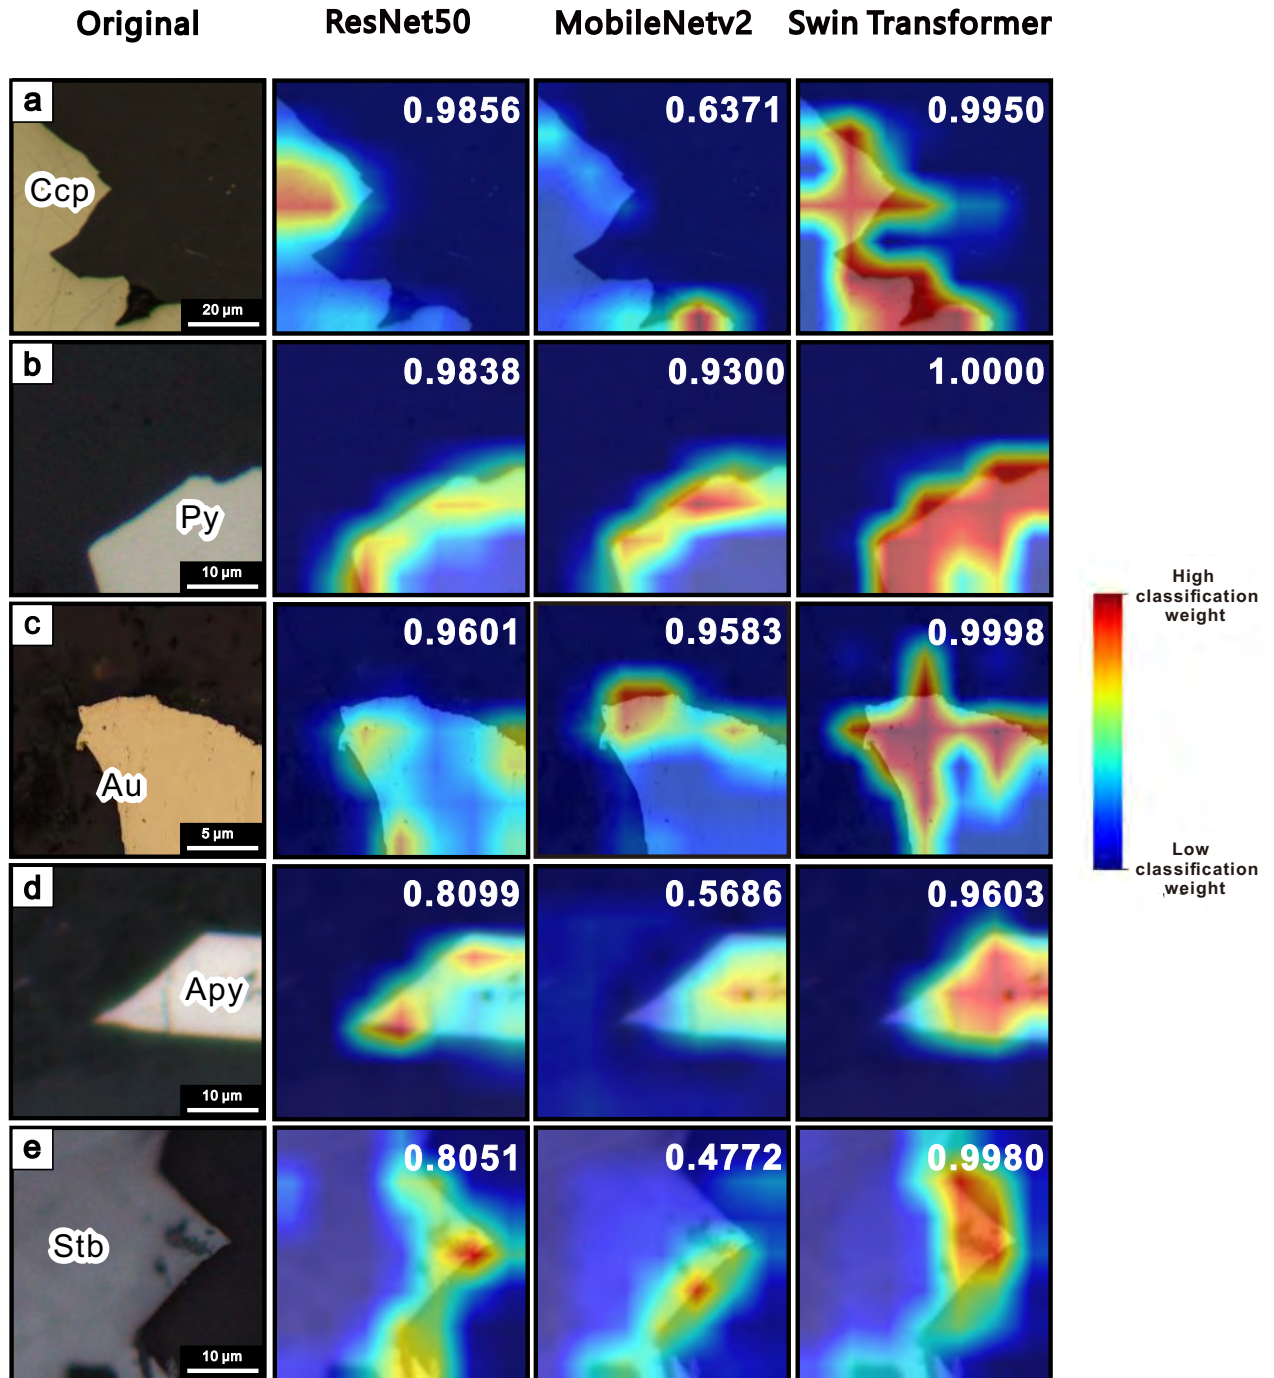 Original ResNet50 MobileNetv2 Swin Transformer
a
Ccp
20 µm
0.9856
0.6371
0.9950
b
Py
10 µm
0.9838
0.9300
1.0000
c
Au
5 µm
0.9601
0.9583
0.9998
d
Apy
10 µm
0.8099
0.5686
0.9603
e
Stb
10 µm
0.8051
0.4772
0.9980
High
classification
weight
Low
classification
weight